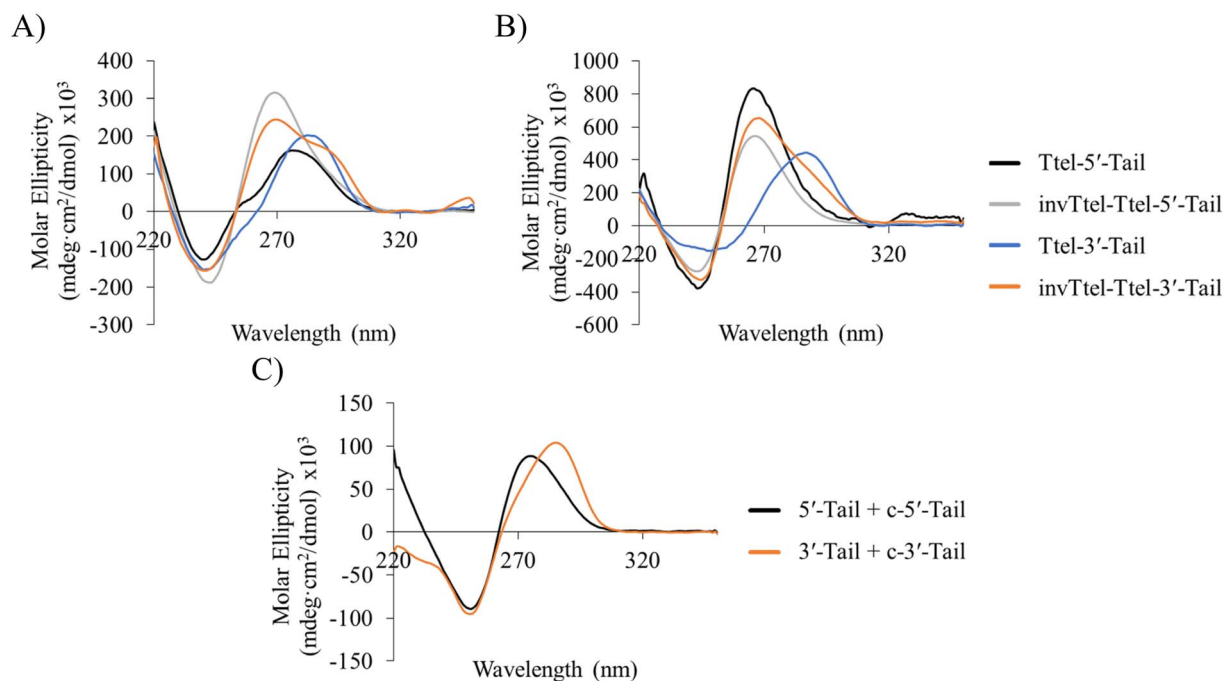 A)
B)
400
300
200
100
0
-100
-200
-300
220
270
320
Molar Ellipticity
(mdeg·cm²/dmol) x10³
Wavelength (nm)
1000
800
600
400
200
0
-200
-400
-600
220
270
320
Molar Ellipticity
(mdeg·cm²/dmol) x10³
Wavelength (nm)
Ttel-5′-Tail
invTtel-Ttel-5′-Tail
Ttel-3′-Tail
invTtel-Ttel-3′-Tail
C)
150
100
50
0
-50
-100
-150
220
270
320
Molar Ellipticity
(mdeg·cm²/dmol) x10³
Wavelength (nm)
5′-Tail + c-5′-Tail
3′-Tail + c-3′-Tail